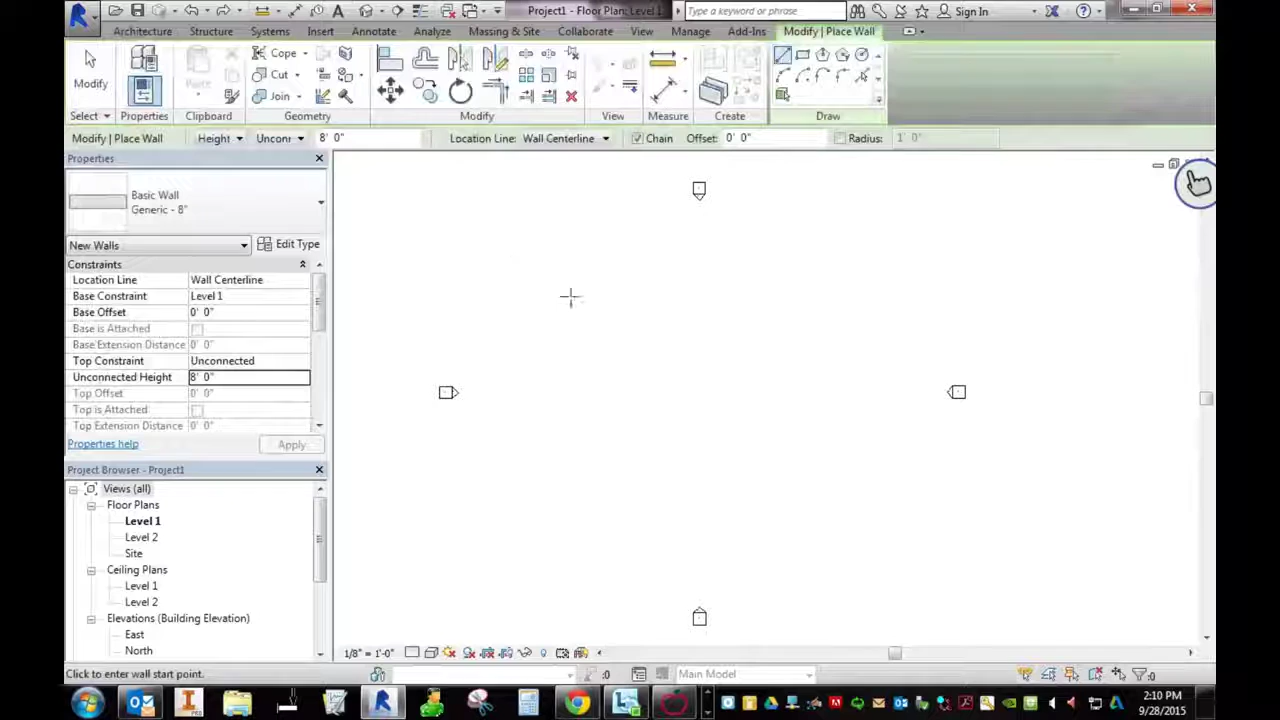 Project1 - Floor Plan: Level 1
Type a keyword or phrase
Sign In
Architecture Structure Systems Insert Annotate Analyze Massing & Site Collaborate View Manage Add-Ins Modify | Place Wall
Cope
Cut
Join
Modify
Paste
Select Properties Clipboard Geometry Modify View Measure Create Draw
Modify | Place Wall Height Unconr 8' 0" Location Line: Wall Centerline Chain Offset: 0' 0" Radius: 1' 0"
Properties
Basic Wall
Generic - 8"
New Walls Edit Type
Constraints
Location Line Wall Centerline
Base Constraint Level 1
Base Offset 0' 0"
Base is Attached
Base Extension Distance 0' 0"
Top Constraint Unconnected
Unconnected Height 8' 0"
Top Offset 0' 0"
Top is Attached
Top Extension Distance 0' 0"
Properties help Apply
Project Browser - Project1
Views (all)
Floor Plans
Level 1
Level 2
Site
Ceiling Plans
Level 1
Level 2
Elevations (Building Elevation)
East
North
1/8" = 1'-0"
Click to enter wall start point. :0 Main Model :0
2:10 PM
9/28/2015